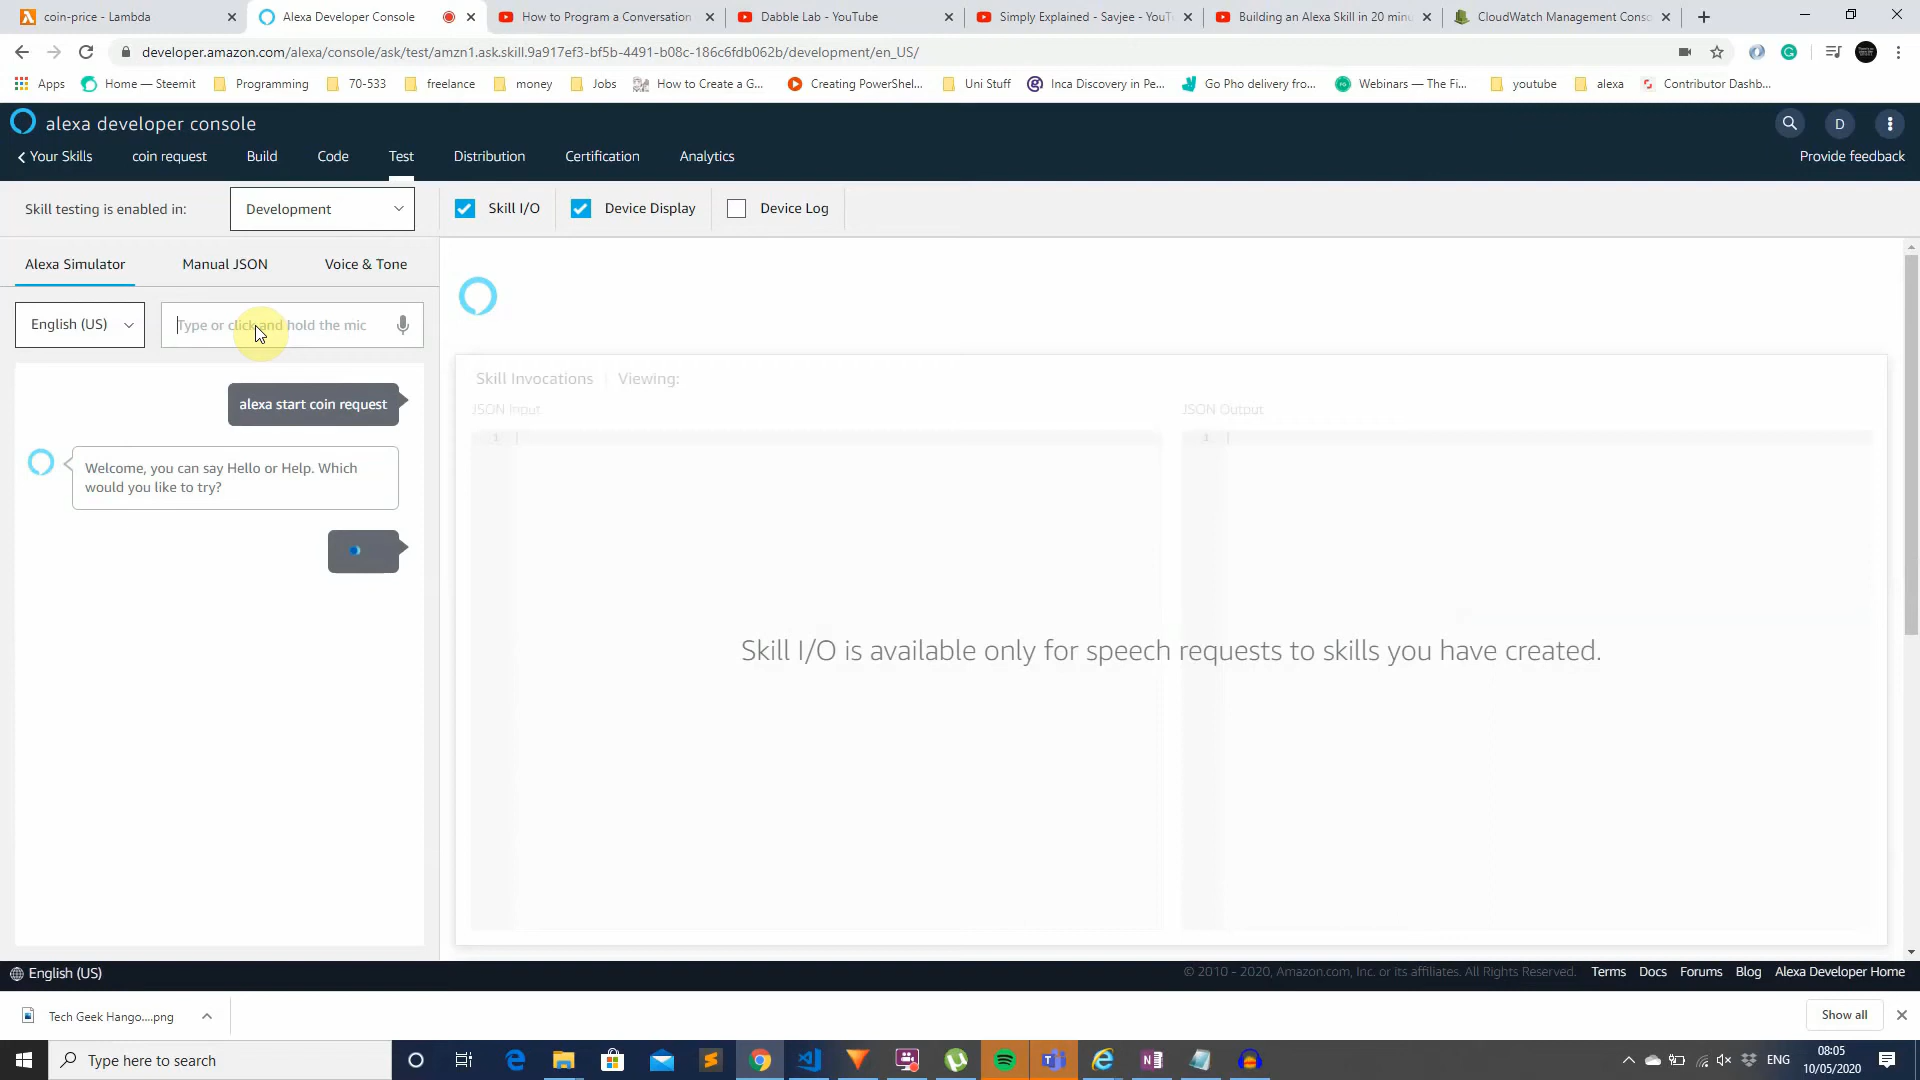 coin-price - Lambda
Alexa Developer Console
How to Program a Conversation
Dabble Lab - YouTube
Simply Explained - Savjee - YouT
Building an Alexa Skill in 20 minu
CloudWatch Management Conso
developer.amazon.com/alexa/console/ask/test/amzn1.ask.skill.9a917ef3-bf5b-4491-b08c-186c6fdb062b/development/en_US/
Apps
Home — Steemit
Programming
70-533
freelance
money
Jobs
How to Create a G...
Creating PowerShel...
Uni Stuff
Inca Discovery in Pe...
Go Pho delivery fro...
Webinars — The Fi...
youtube
alexa
Contributor Dashb...
alexa developer console
D
Your Skills
coin request
Build
Code
Test
Distribution
Certification
Analytics
Provide feedback
Skill testing is enabled in:
Development
Skill I/O
Device Display
Device Log
Alexa Simulator
Manual JSON
Voice & Tone
English (US)
Type or click and hold the mic
alexa start coin request
Welcome, you can say Hello or Help. Which
would you like to try?
Skill Invocations
Viewing:
JSON Input
JSON Output
1
1
Skill I/O is available only for speech requests to skills you have created.
English (US)
© 2010 - 2020, Amazon.com, Inc. or its affiliates. All Rights Reserved.
Terms
Docs
Forums
Blog
Alexa Developer Home
Tech Geek Hango....png
Show all
Type here to search
ENG
08:05
10/05/2020